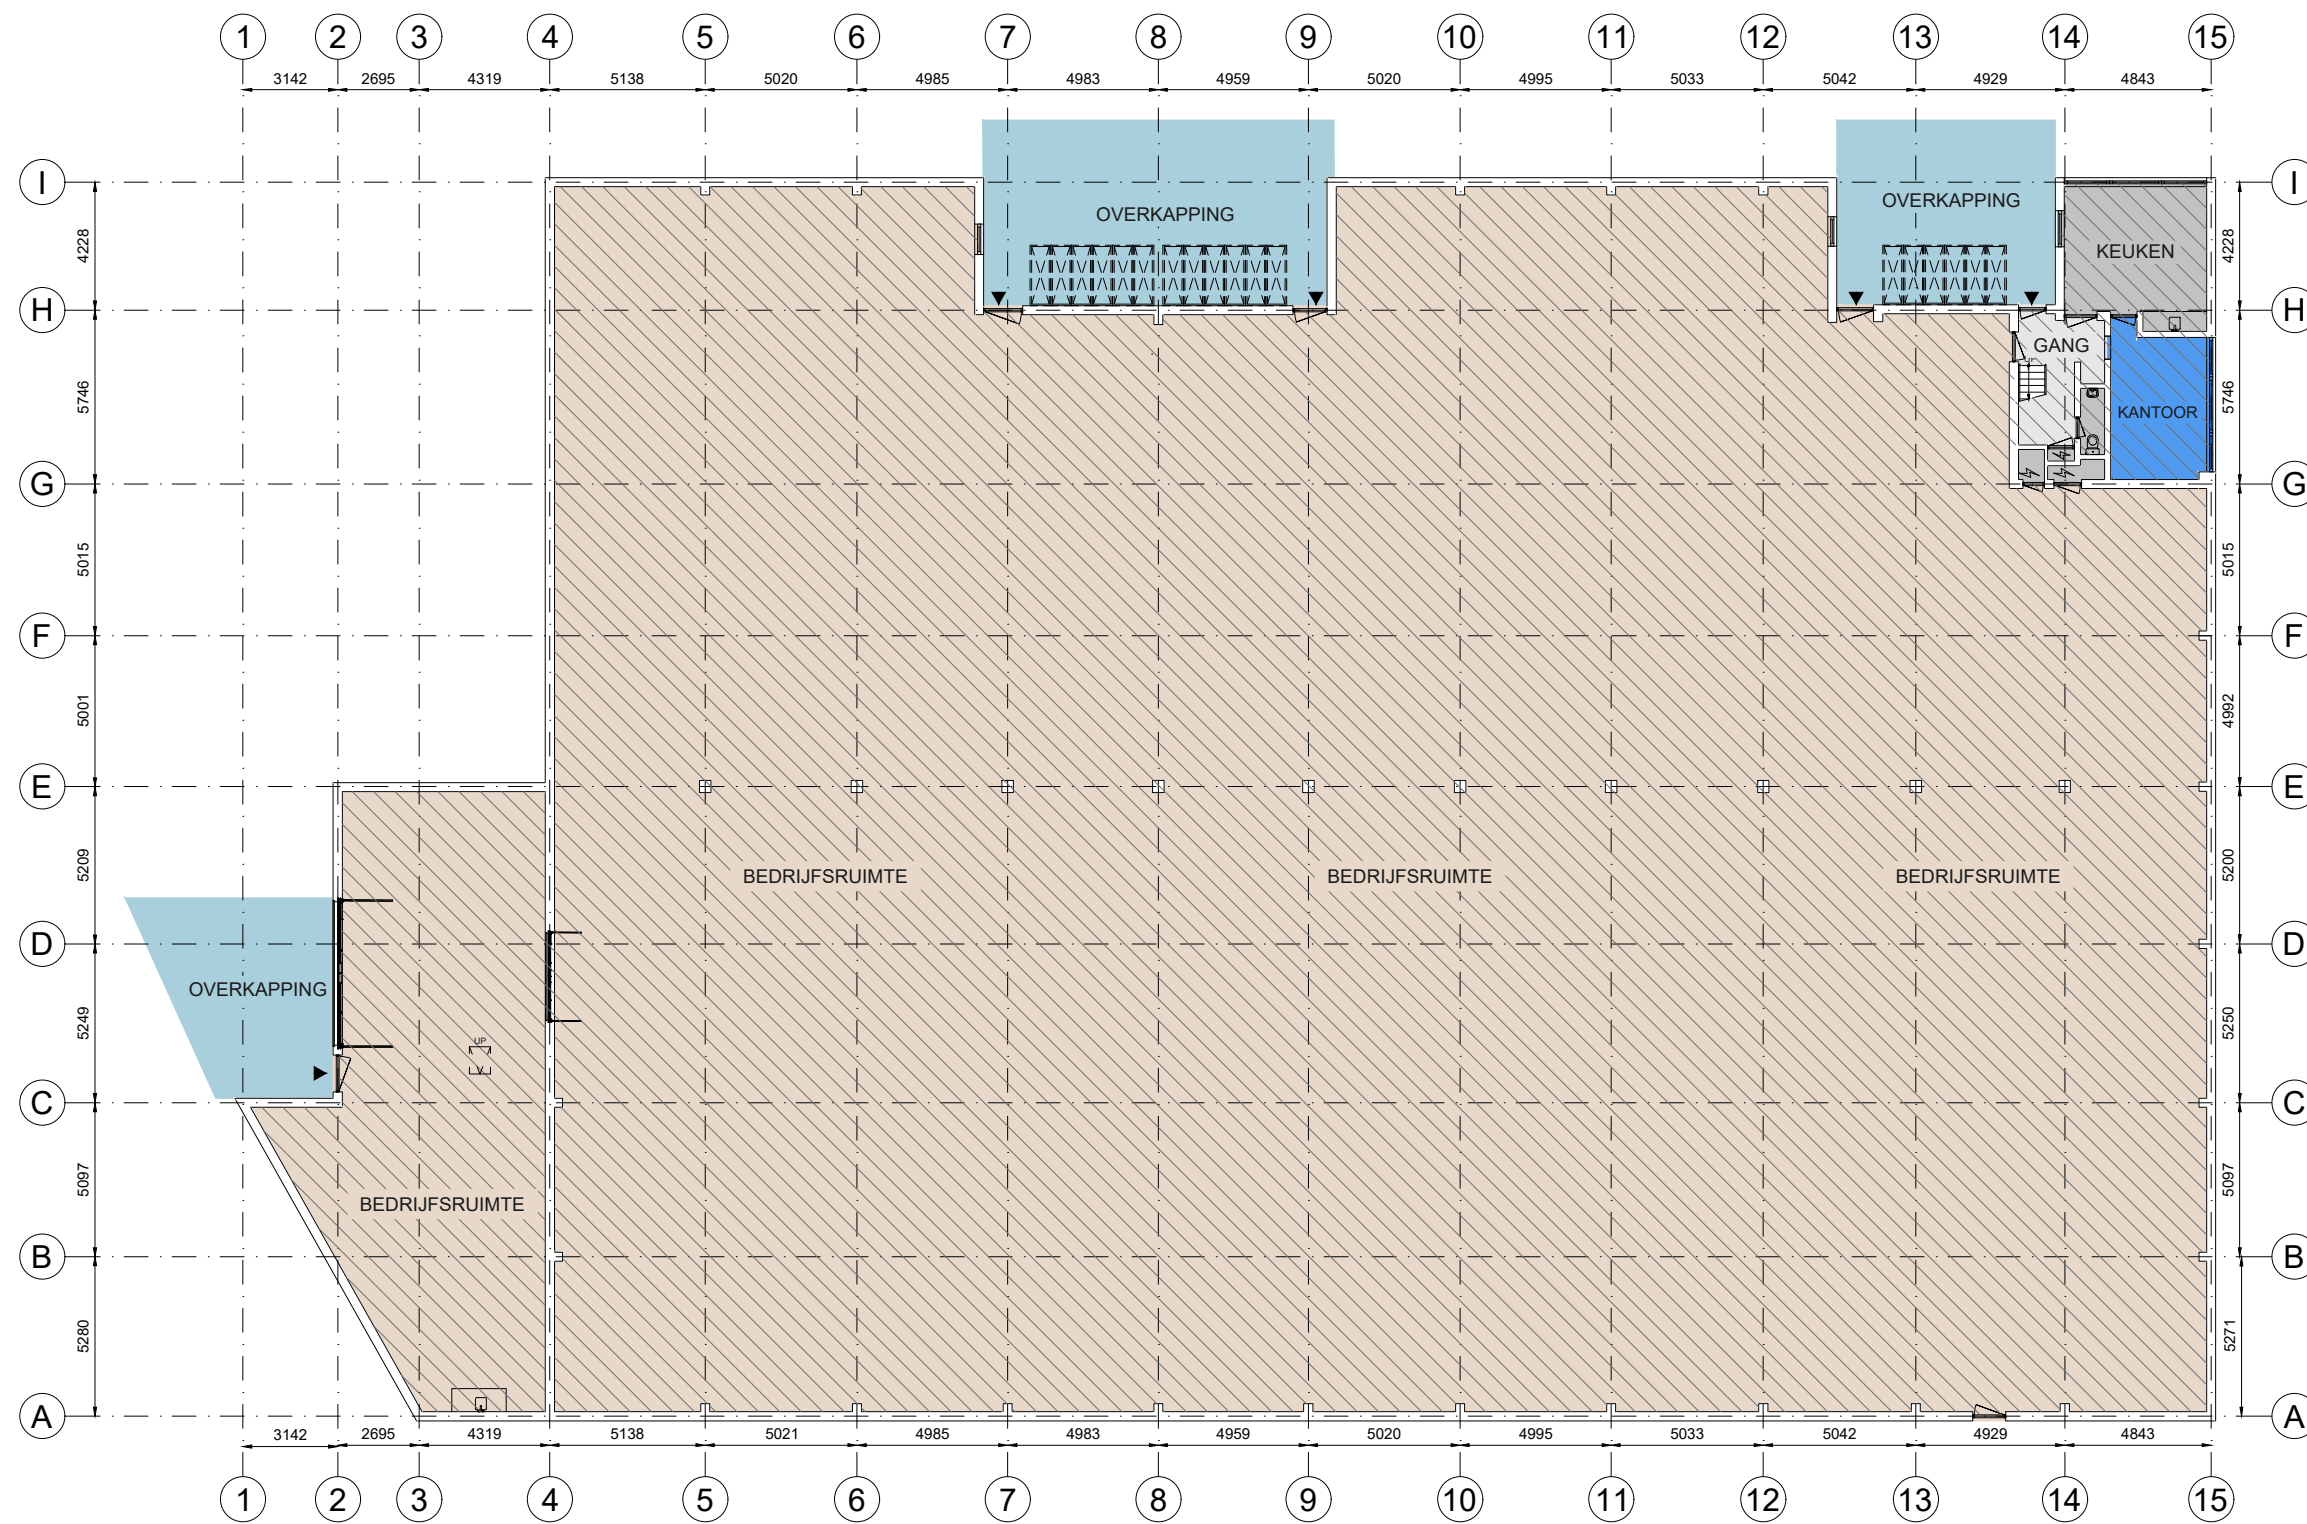 1 2 3 4 5 6 7 8 9 10 11 12 13 14 15
3142 2695 4319 5138 5020 4985 4983 4959 5020 4995 5033 5042 4929 4843
I I
OVERKAPPING OVERKAPPING
4228 KEUKEN 4228
H H
GANG
UP
5746 KANTOOR 5746
G G
5015 5015
F F
5001 4992
E E
5209 BEDRIJFSRUIMTE BEDRIJFSRUIMTE BEDRIJFSRUIMTE 5200
D D
OVERKAPPING
5249 5250
UP
C C
5097 5097
BEDRIJFSRUIMTE
B B
5280 5271
A A
3142 2695 4319 5138 5021 4985 4983 4959 5020 4995 5033 5042 4929 4843
1 2 3 4 5 6 7 8 9 10 11 12 13 14 15